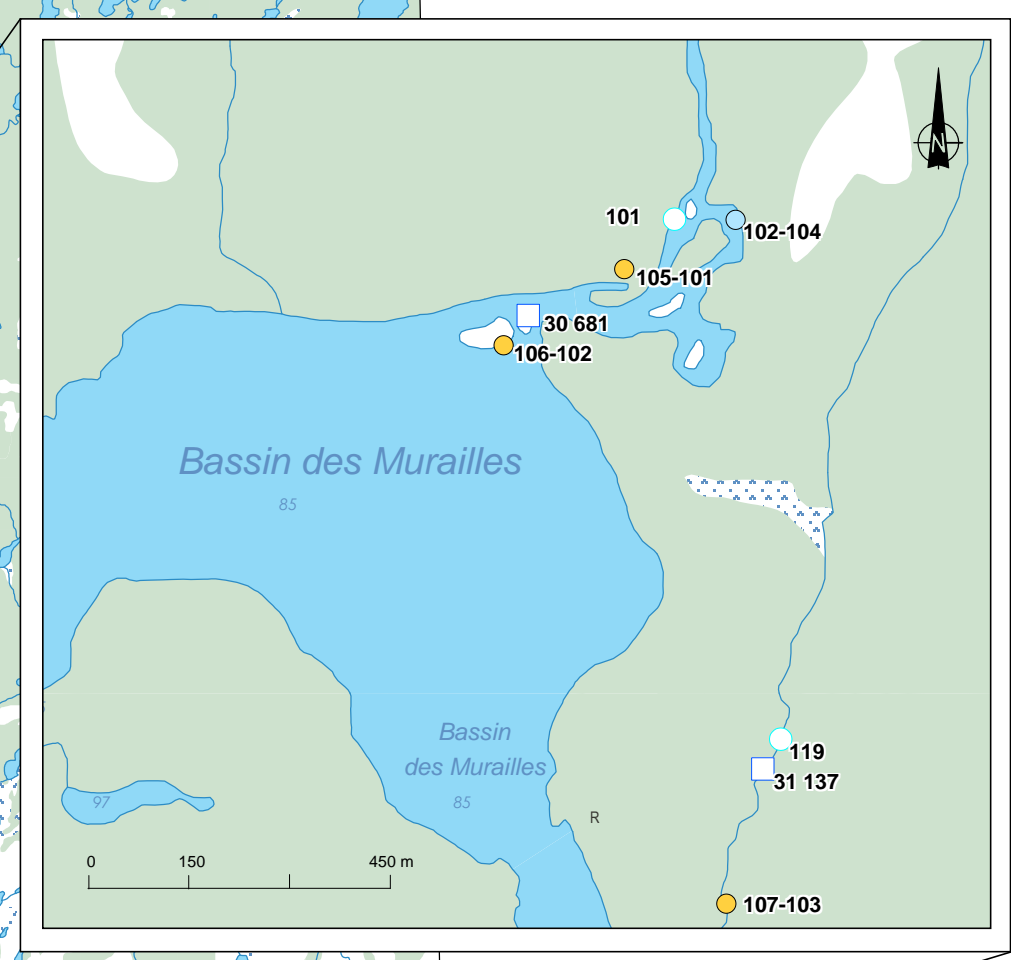 N
101
102-104
105-101
30 681
106-102
Bassin des Murailles
85
Bassin
des Murailles
85
119
31 137
97
R
0 150 450 m
107-103